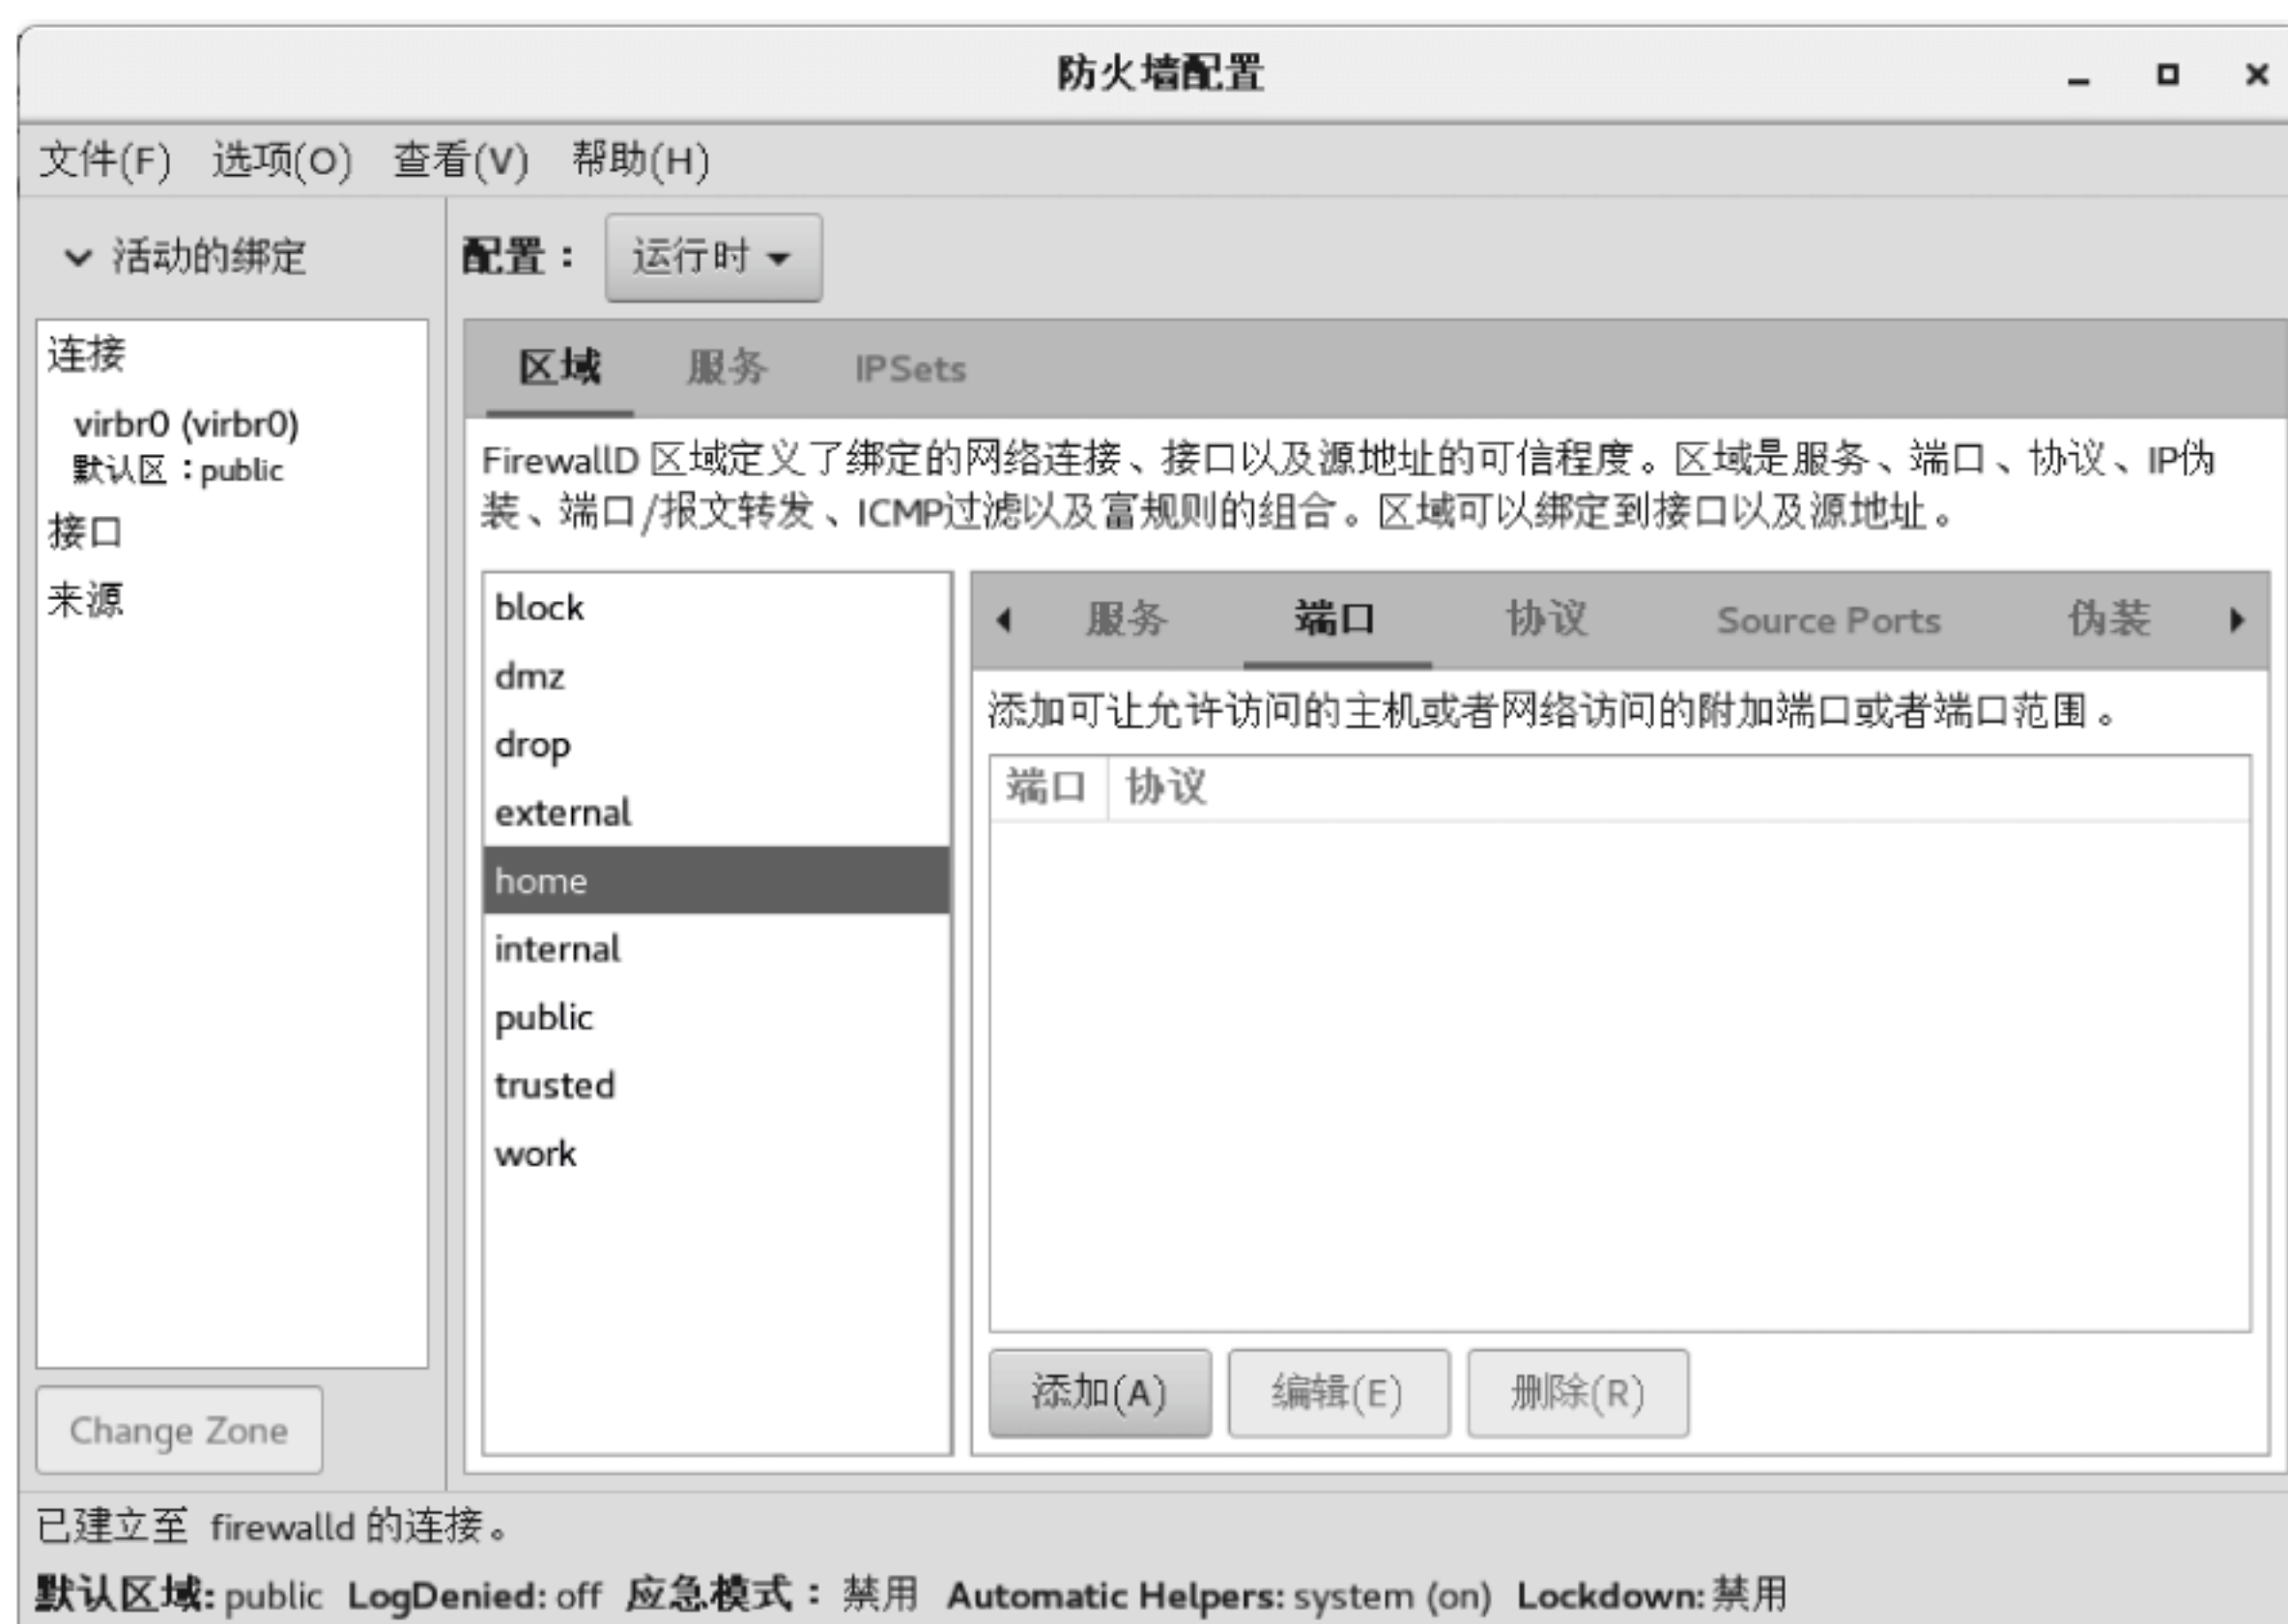 防火墙配置
文件(F) 选项(O) 查看(V) 帮助(H)
活动的绑定
配置： 运行时
连接
virbr0 (virbr0)
默认区：public
接口
来源
Change Zone
区域 服务 IPSets
FirewallD 区域定义了绑定的网络连接、接口以及源地址的可信程度。区域是服务、端口、协议、IP伪
装、端口/报文转发、ICMP过滤以及富规则的组合。区域可以绑定到接口以及源地址。
block
dmz
drop
external
home
internal
public
trusted
work
服务 端口 协议 Source Ports 伪装
添加可让允许访问的主机或者网络访问的附加端口或者端口范围。
端口 协议
添加(A) 编辑(E) 删除(R)
已建立至 firewalld 的连接。
默认区域: public LogDenied: off 应急模式： 禁用 Automatic Helpers: system (on) Lockdown: 禁用